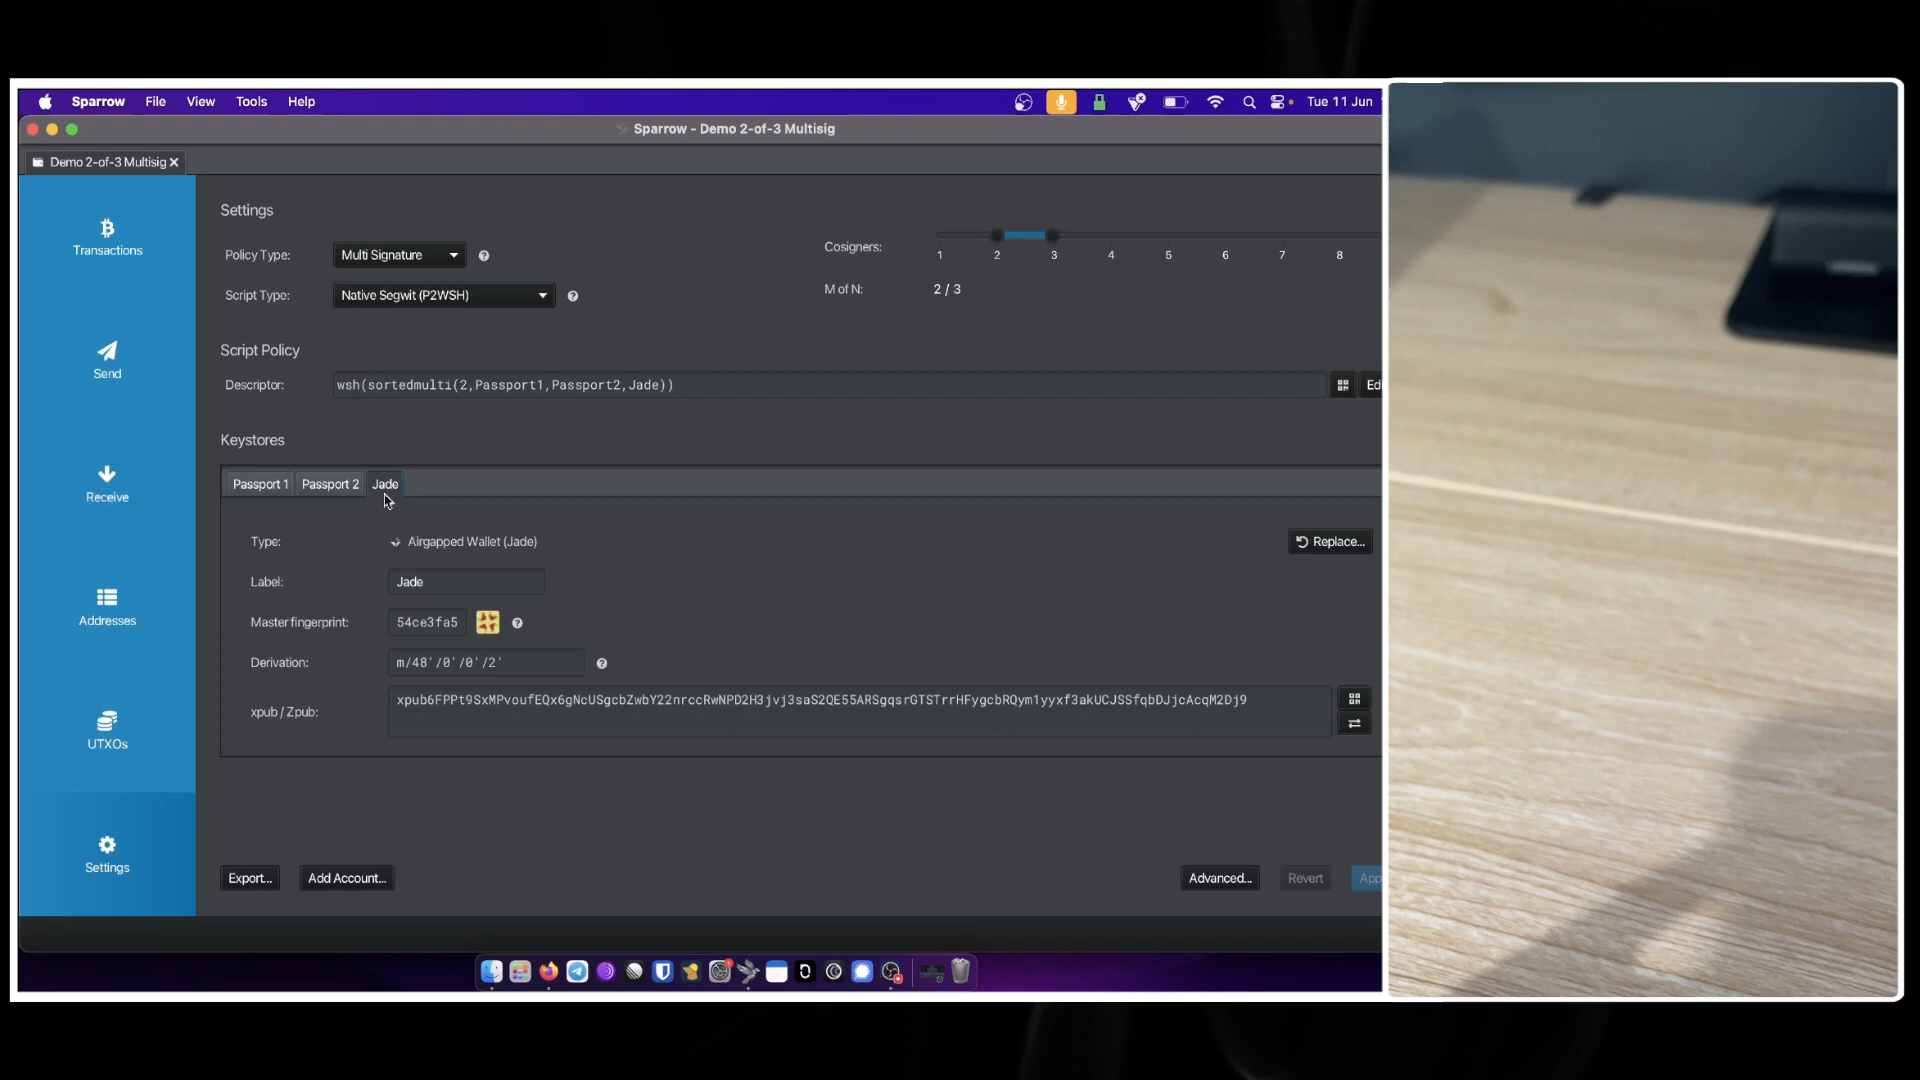 Sparrow File View Tools Help Tue 11 Jun
Sparrow - Demo 2-of-3 Multisig
Demo 2-of-3 Multisig
Transactions
Send
Receive
Addresses
UTXOs
Settings
Settings
Policy Type: Multi Signature
Script Type: Native Segwit (P2WSH)
Cosigners:
1 2 3 4 5 6 7 8
M of N: 2 / 3
Script Policy
Descriptor: wsh(sortedmulti(2,Passport1,Passport2,Jade)) Ed
Keystores
Passport 1 Passport 2 Jade
Type: Airgapped Wallet (Jade) Replace...
Label: Jade
Master fingerprint: 54ce3fa5
Derivation: m/48'/0'/0'/2'
xpub / Zpub: xpub6FPPt9SxMPvoufEQx6gNcUSgcbZwbY22nrccRwNPD2H3jvj3saS2QE55ARSgqsrGTSTrrHFygcbRQym1yyxf3akUCJSSfqbDJjcAcqM2Dj9
Export... Add Account... Advanced... Revert App